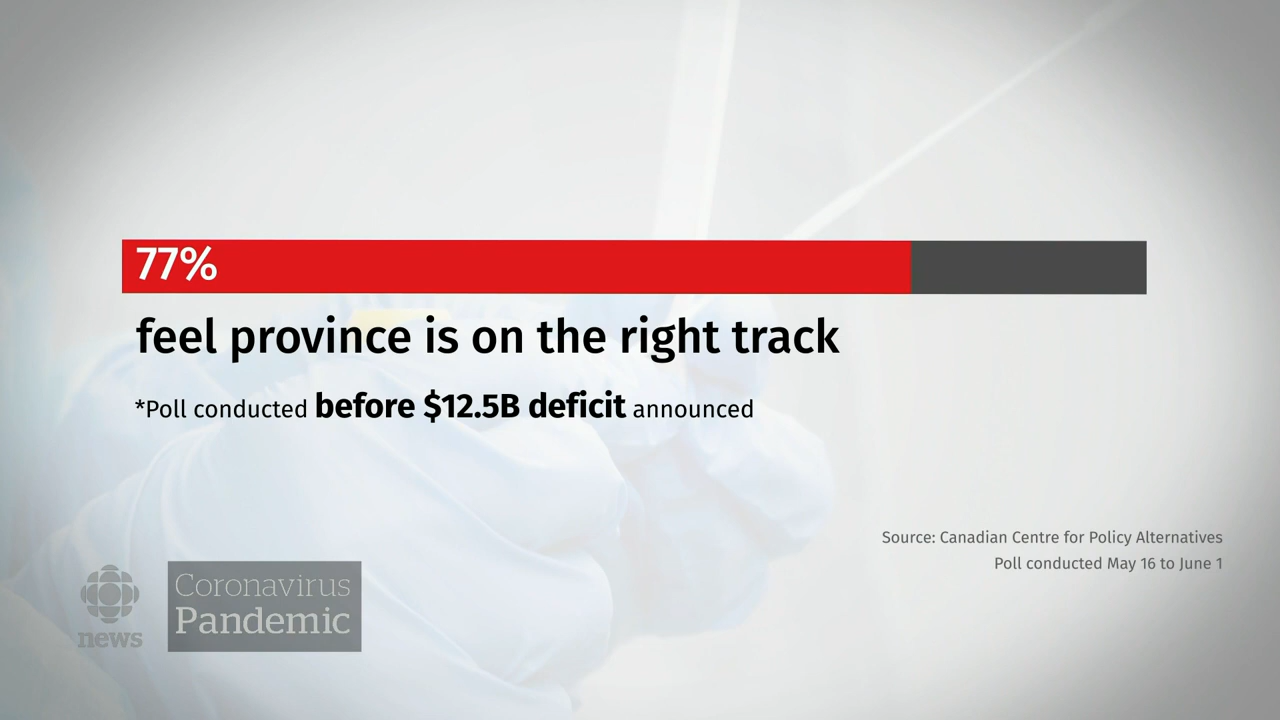 77%
feel province is on the right track
*Poll conducted before $12.5B deficit announced
Source: Canadian Centre for Policy Alternatives
Poll conducted May 16 to June 1
Coronavirus
Pandemic
news